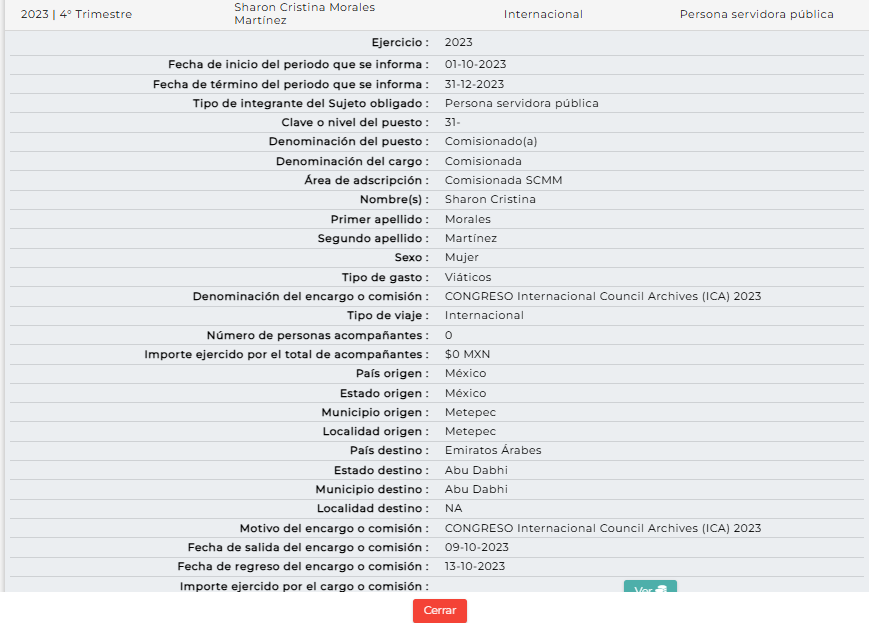 2023 | 4° Trimestre Sharon Cristina Morales Martínez Internacional Persona servidora pública
Ejercicio : 2023
Fecha de inicio del periodo que se informa : 01-10-2023
Fecha de término del periodo que se informa : 31-12-2023
Tipo de integrante del Sujeto obligado : Persona servidora pública
Clave o nivel del puesto : 31-
Denominación del puesto : Comisionado(a)
Denominación del cargo : Comisionada
Área de adscripción : Comisionada SCMM
Nombre(s) : Sharon Cristina
Primer apellido : Morales
Segundo apellido : Martínez
Sexo : Mujer
Tipo de gasto : Viáticos
Denominación del encargo o comisión : CONGRESO Internacional Council Archives (ICA) 2023
Tipo de viaje : Internacional
Número de personas acompañantes : 0
Importe ejercido por el total de acompañantes : $0 MXN
País origen : México
Estado origen : México
Municipio origen : Metepec
Localidad origen : Metepec
País destino : Emiratos Árabes
Estado destino : Abu Dabhi
Municipio destino : Abu Dabhi
Localidad destino : NA
Motivo del encargo o comisión : CONGRESO Internacional Council Archives (ICA) 2023
Fecha de salida del encargo o comisión : 09-10-2023
Fecha de regreso del encargo o comisión : 13-10-2023
Importe ejercido por el cargo o comisión : Ver
Cerrar